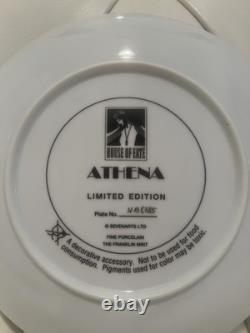 HOUSE OF ERTÉ
ATHENA
LIMITED EDITION
Plate No.
© SEVENARTS LTD
FINE PORCELAIN
THE FRANKLIN MINT
A decorative accessory. Not to be used for food
consumption. Pigments used for color may be toxic.